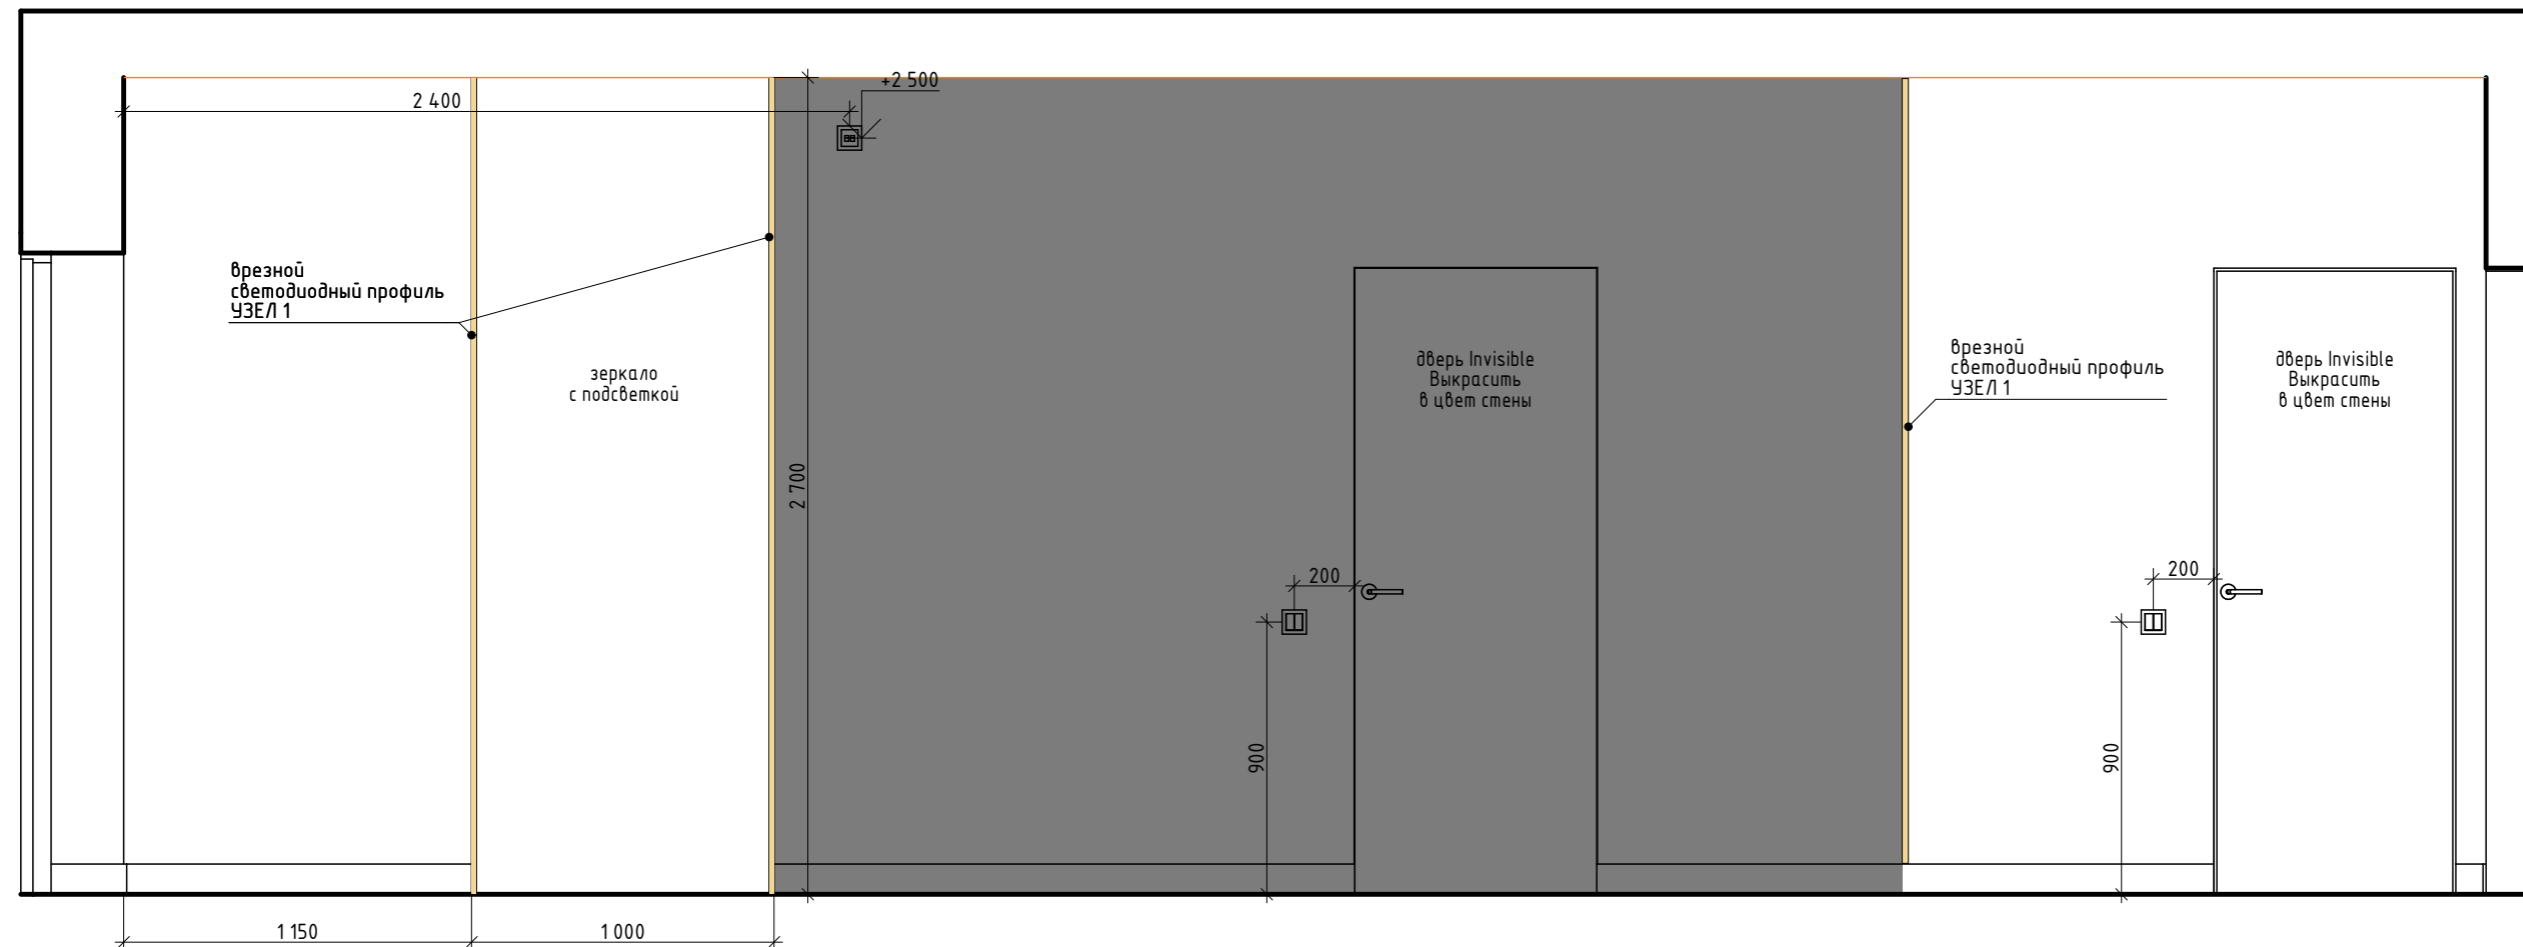 +2 500
2 400
врезной
светодиодный профиль
УЗЕЛ 1
зеркало
с подсветкой
дверь Invisible
Выкрасить
в цвет стены
врезной
светодиодный профиль
УЗЕЛ 1
дверь Invisible
Выкрасить
в цвет стены
2 700
200
200
900
900
1 150
1 000